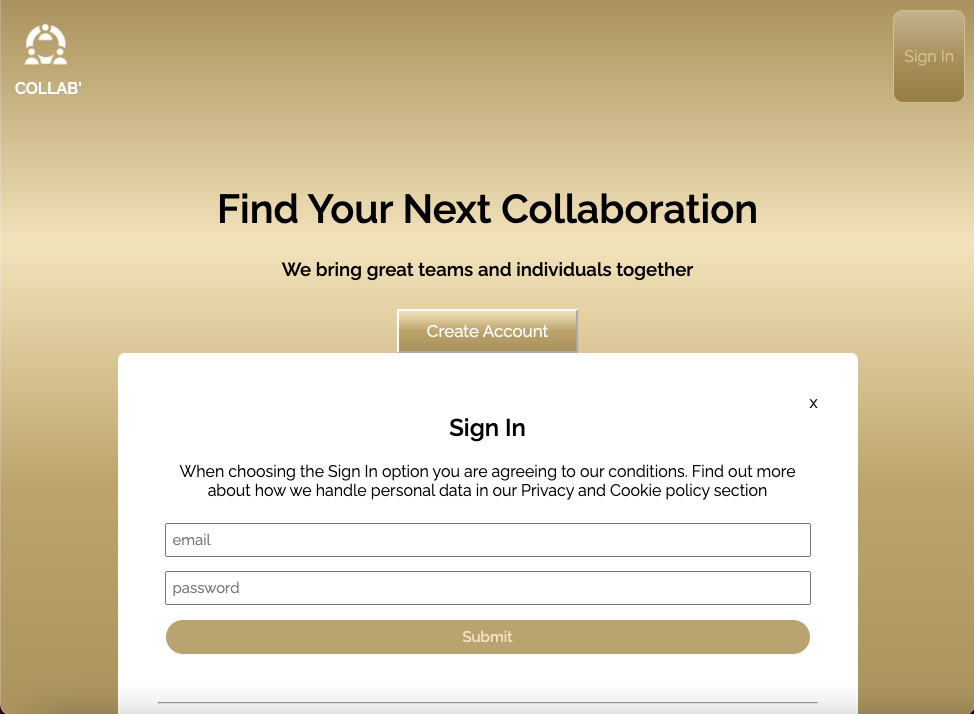 COLLAB'
Sign In
Find Your Next Collaboration
We bring great teams and individuals together
Create Account
x
Sign In
When choosing the Sign In option you are agreeing to our conditions. Find out more
about how we handle personal data in our Privacy and Cookie policy section
email
password
Submit